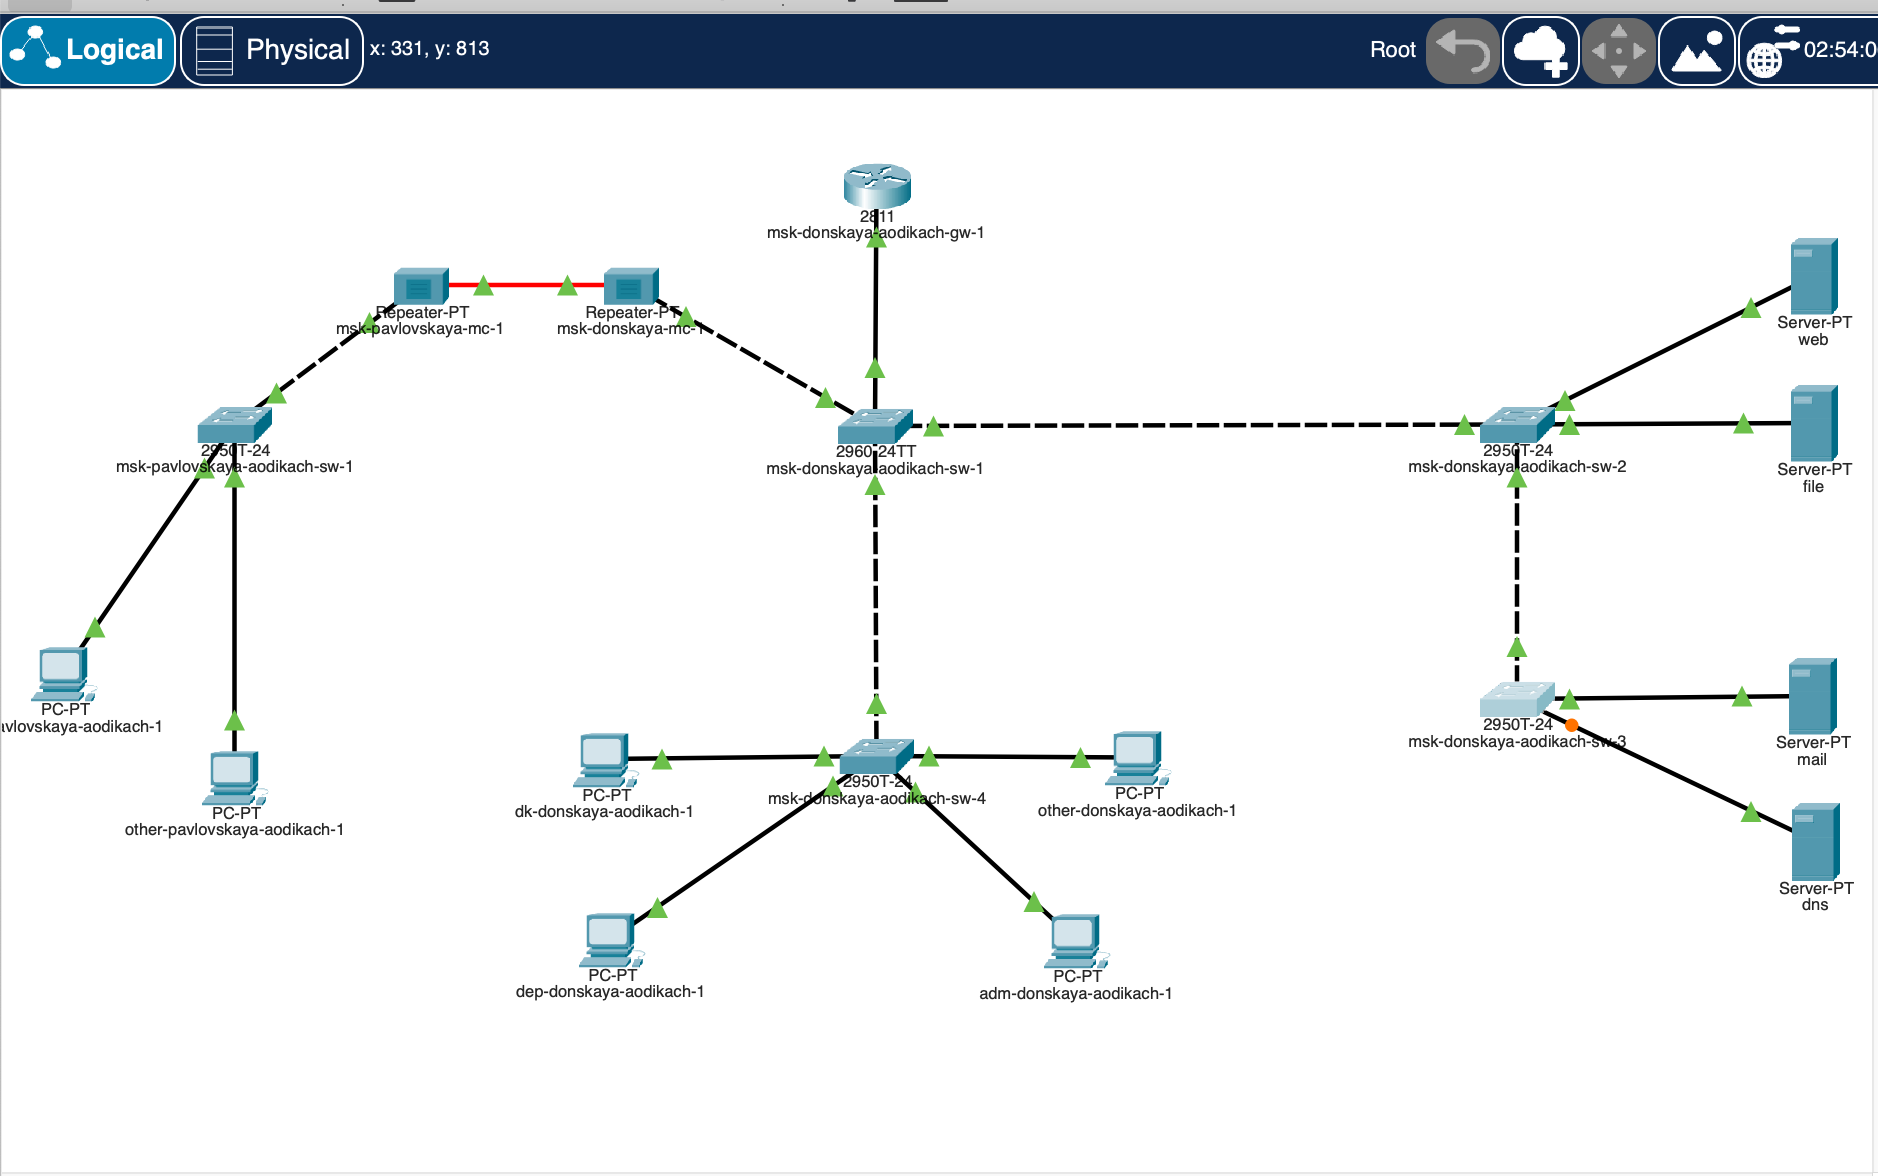 Logical
Physical
x: 331, y: 813
Root
02:54:0
2811
msk-donskaya-aodikach-gw-1
Repeater-PT
msk-pavlovskaya-mc-1
Repeater-PT
msk-donskaya-mc-1
Server-PT
web
2950T-24
msk-pavlovskaya-aodikach-sw-1
2960-24TT
msk-donskaya-aodikach-sw-1
2950T-24
msk-donskaya-aodikach-sw-2
Server-PT
file
PC-PT
avlovskaya-aodikach-1
PC-PT
other-pavlovskaya-aodikach-1
PC-PT
dk-donskaya-aodikach-1
2950T-24
msk-donskaya-aodikach-sw-4
PC-PT
other-donskaya-aodikach-1
2950T-24
msk-donskaya-aodikach-sw-3
Server-PT
mail
Server-PT
dns
PC-PT
dep-donskaya-aodikach-1
PC-PT
adm-donskaya-aodikach-1